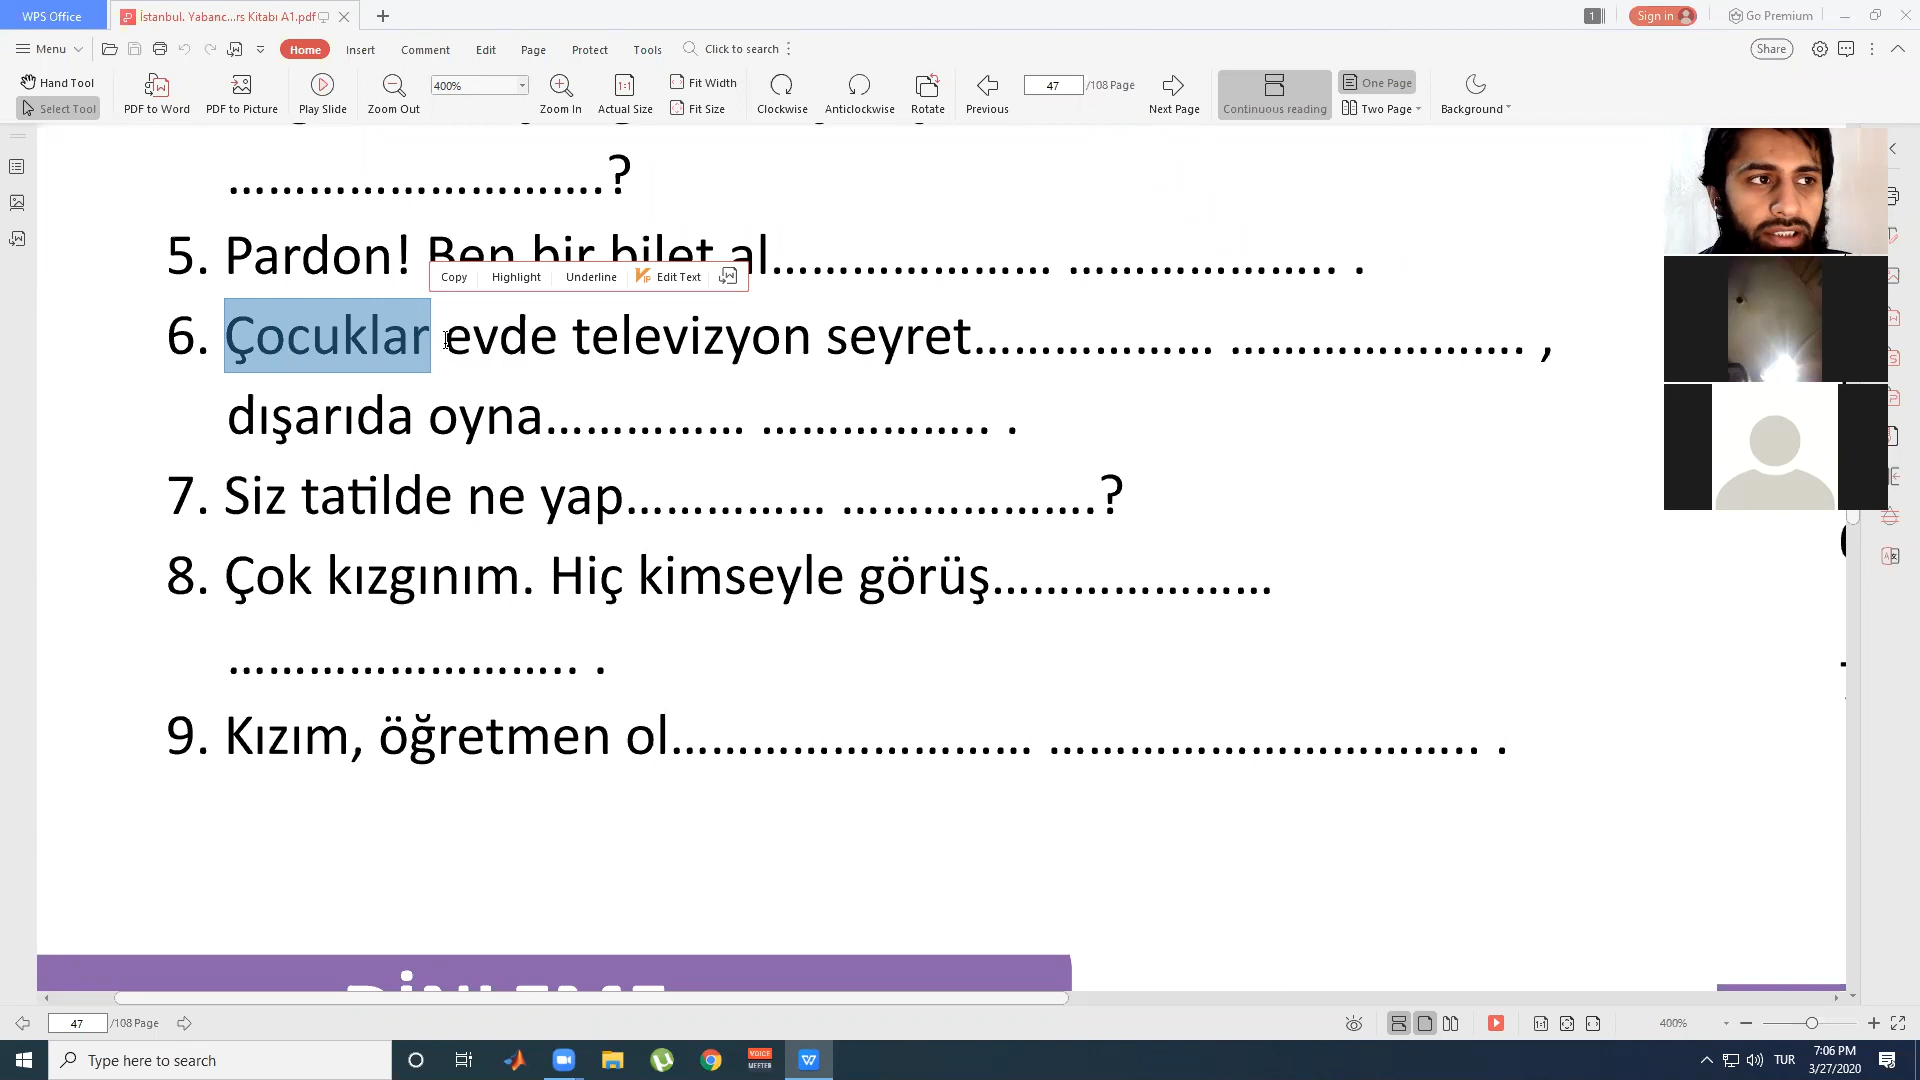 WPS Office
İstanbul. Yabanc...rs Kitabı A1.pdf
1
Sign in
Go Premium
Menu
Home
Insert
Comment
Edit
Page
Protect
Tools
Click to search
Share
Hand Tool
Select Tool
PDF to Word
PDF to Picture
Play Slide
Zoom Out
400%
Zoom In
1:1
Actual Size
Fit Width
Fit Size
Clockwise
Anticlockwise
Rotate
Previous
47 /108 Page
Next Page
Continuous reading
One Page
Two Page
Background
...........................?
5. Pardon! Ben bir bilet al..................... .................... .
Copy Highlight Underline Edit Text
6. Çocuklar evde televizyon seyret.................. ...................... ,
dışarıda oyna............... ................. .
7. Siz tatilde ne yap............... ...................?
8. Çok kızgınım. Hiç kimseyle görüş.....................
.......................... .
9. Kızım, öğretmen ol........................... ................................ .
47 /108 Page
400%
Type here to search
VOICE
MEETER
TUR
7:06 PM
3/27/2020